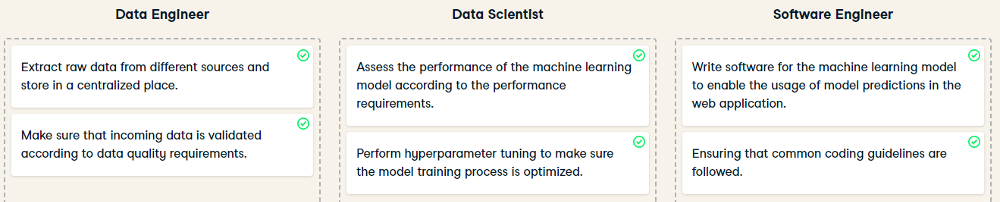 Data Engineer
Extract raw data from different sources and
store in a centralized place.
Make sure that incoming data is validated
according to data quality requirements.
Data Scientist
Assess the performance of the machine learning
model according to the performance
requirements.
Perform hyperparameter tuning to make sure
the model training process is optimized.
Software Engineer
Write software for the machine learning model
to enable the usage of model predictions in the
web application.
Ensuring that common coding guidelines are
followed.